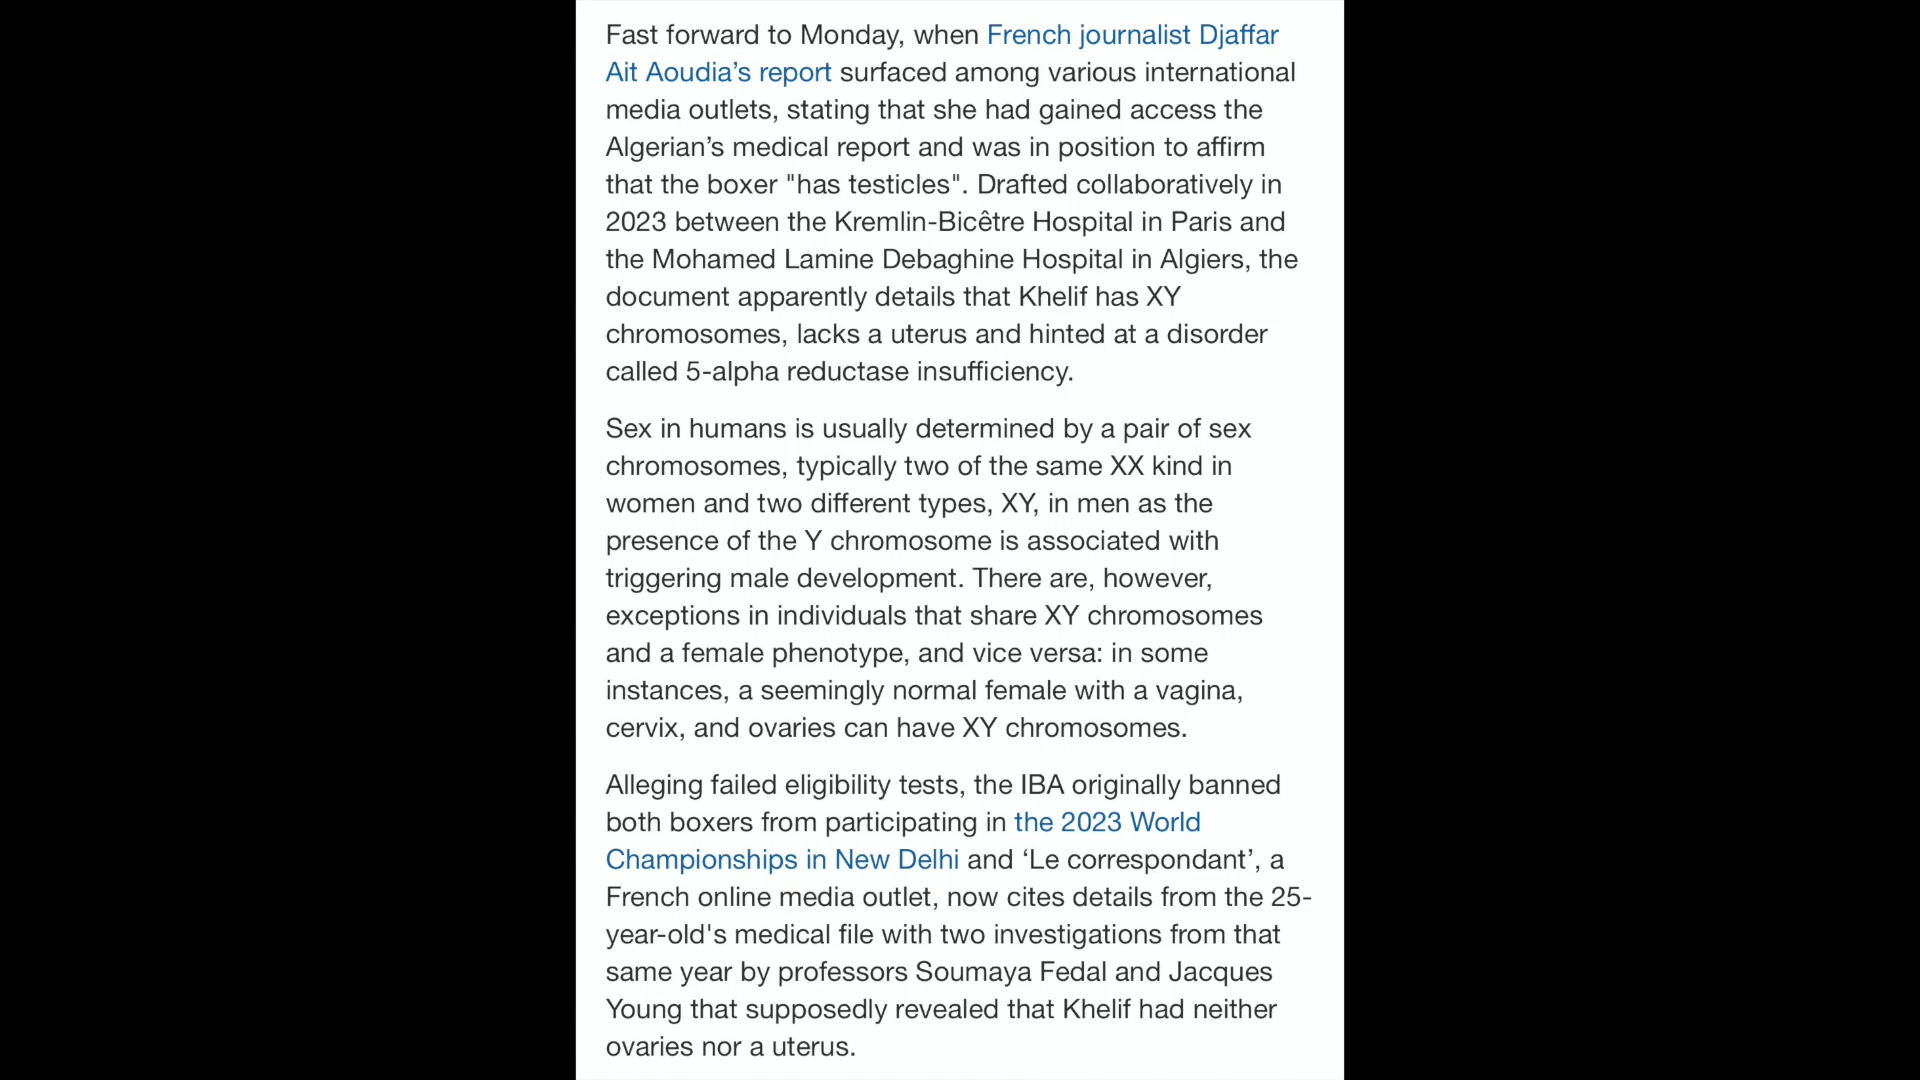 Fast forward to Monday, when French journalist Djaffar
Ait Aoudia’s report surfaced among various international
media outlets, stating that she had gained access the
Algerian’s medical report and was in position to affirm
that the boxer "has testicles". Drafted collaboratively in
2023 between the Kremlin-Bicêtre Hospital in Paris and
the Mohamed Lamine Debaghine Hospital in Algiers, the
document apparently details that Khelif has XY
chromosomes, lacks a uterus and hinted at a disorder
called 5-alpha reductase insufficiency.
Sex in humans is usually determined by a pair of sex
chromosomes, typically two of the same XX kind in
women and two different types, XY, in men as the
presence of the Y chromosome is associated with
triggering male development. There are, however,
exceptions in individuals that share XY chromosomes
and a female phenotype, and vice versa: in some
instances, a seemingly normal female with a vagina,
cervix, and ovaries can have XY chromosomes.
Alleging failed eligibility tests, the IBA originally banned
both boxers from participating in the 2023 World
Championships in New Delhi and ‘Le correspondant’, a
French online media outlet, now cites details from the 25-
year-old's medical file with two investigations from that
same year by professors Soumaya Fedal and Jacques
Young that supposedly revealed that Khelif had neither
ovaries nor a uterus.